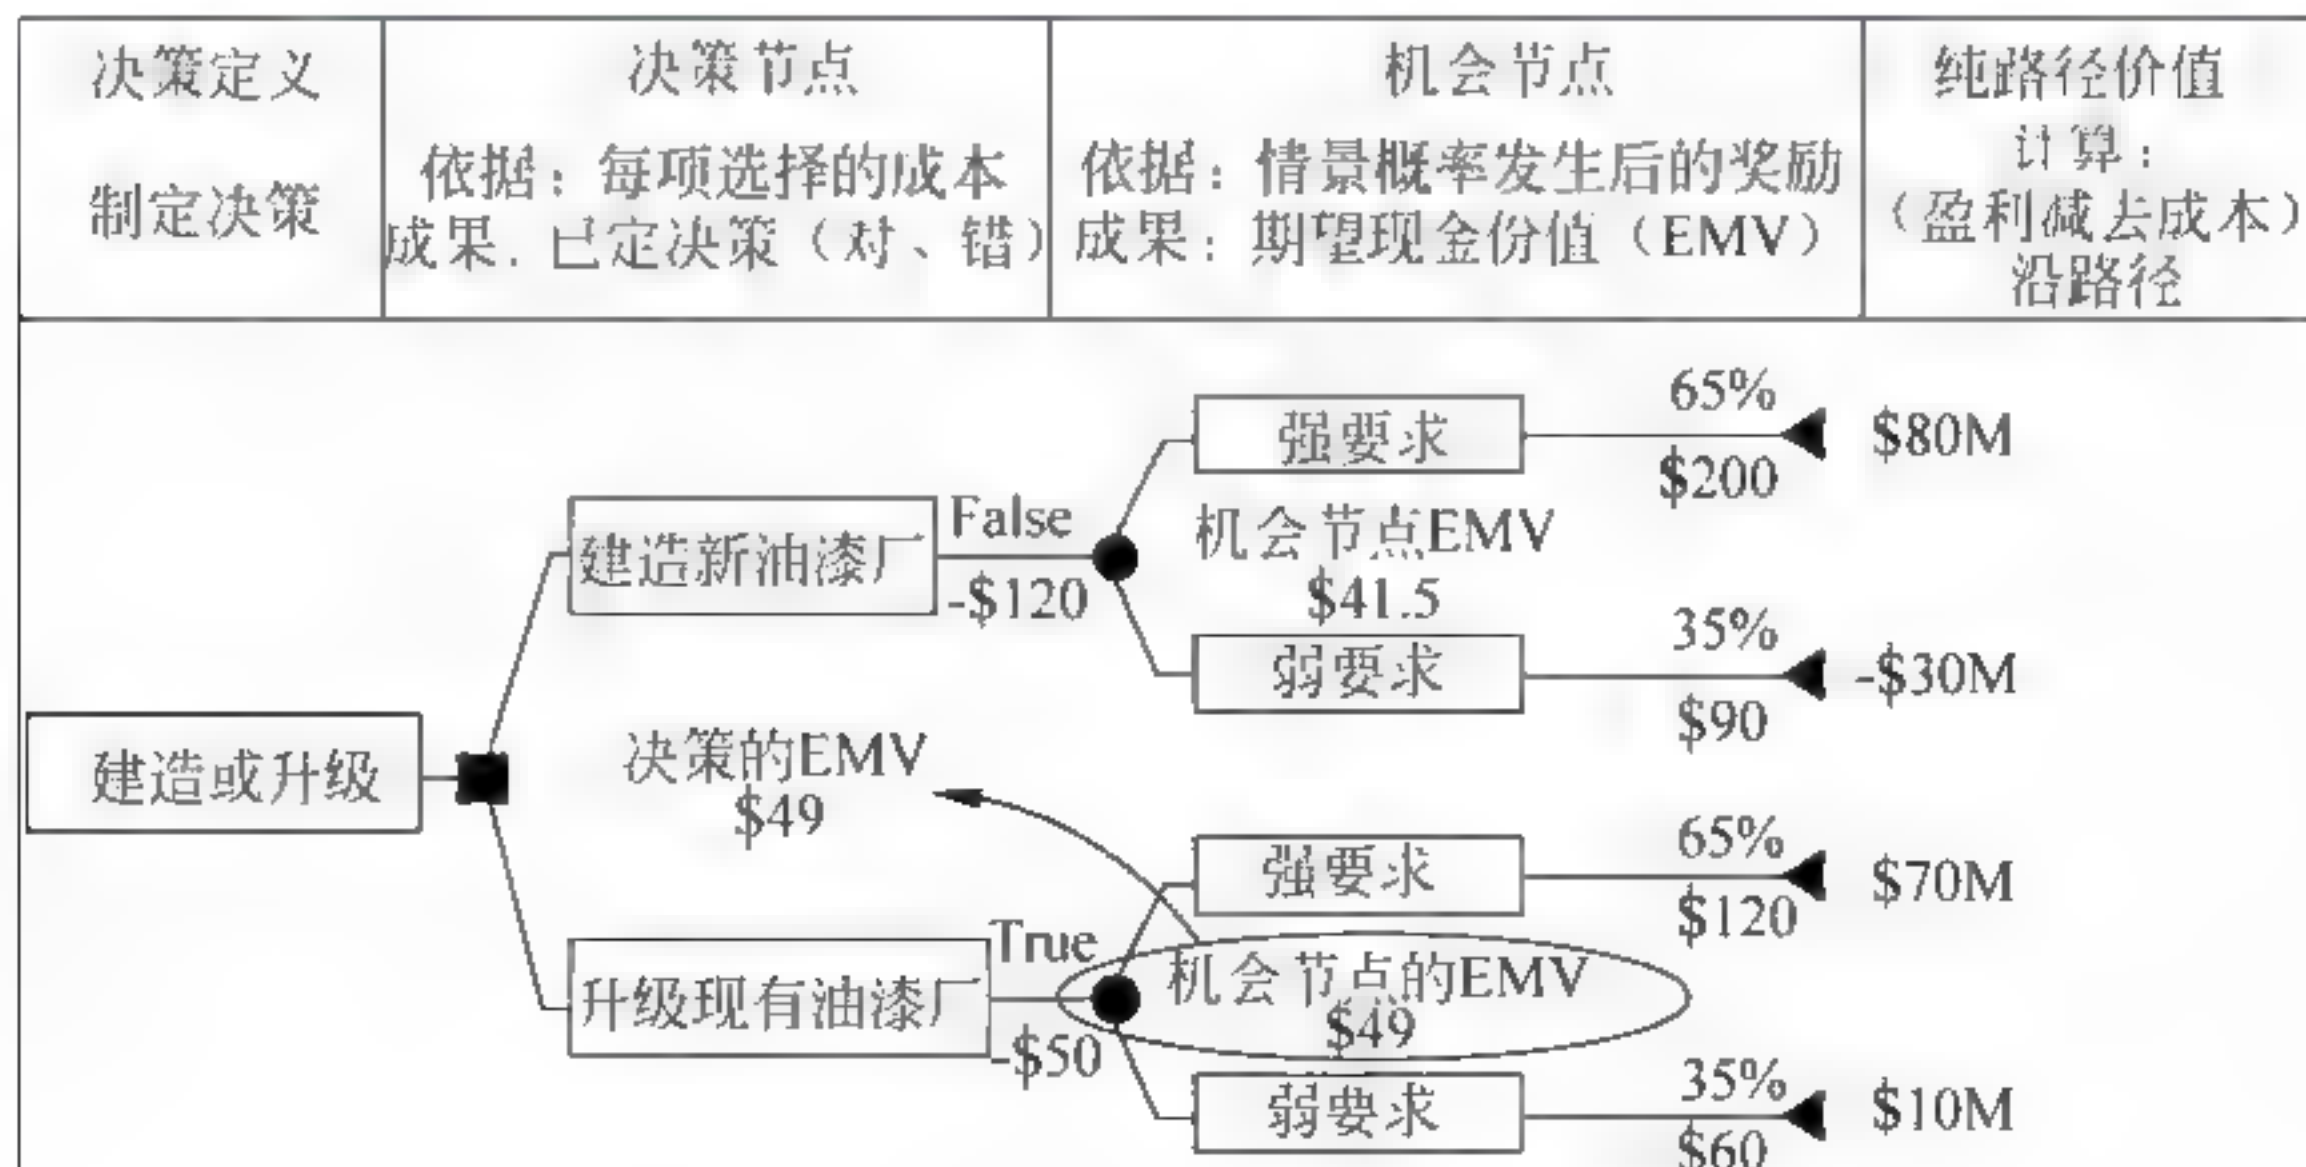 决策定义
制定决策
决策节点
依据：每项选择的成本
成果. 已定决策（对、错）
机会节点
依据：情景概率发生后的奖励
成果：期望现金份值（EMV）
纯路径价值
计算：
（盈利减去成本）
沿路径
65%
强要求
$80M
$200
False
机会节点EMV
建造新油漆厂
-$120
$41.5
35%
弱要求
-$30M
$90
决策的EMV
建造或升级
$49
65%
强要求
$70M
$120
True
机会节点的EMV
升级现有油漆厂
$49
-$50
35%
弱要求
$10M
$60